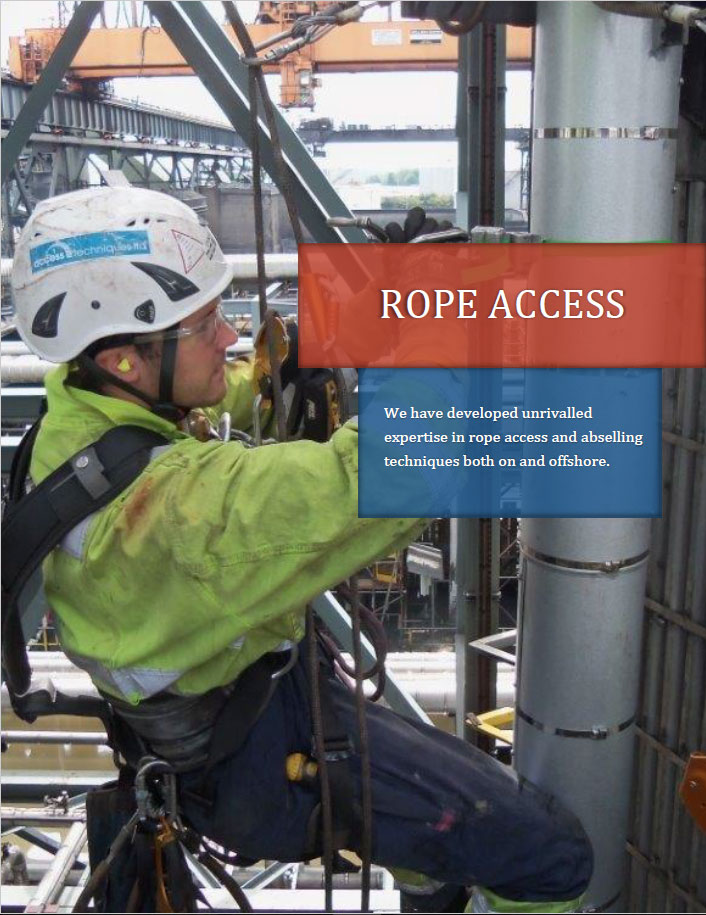 access techniques ltd
ROPE ACCESS
We have developed unrivalled
expertise in rope access and abselling
techniques both on and offshore.